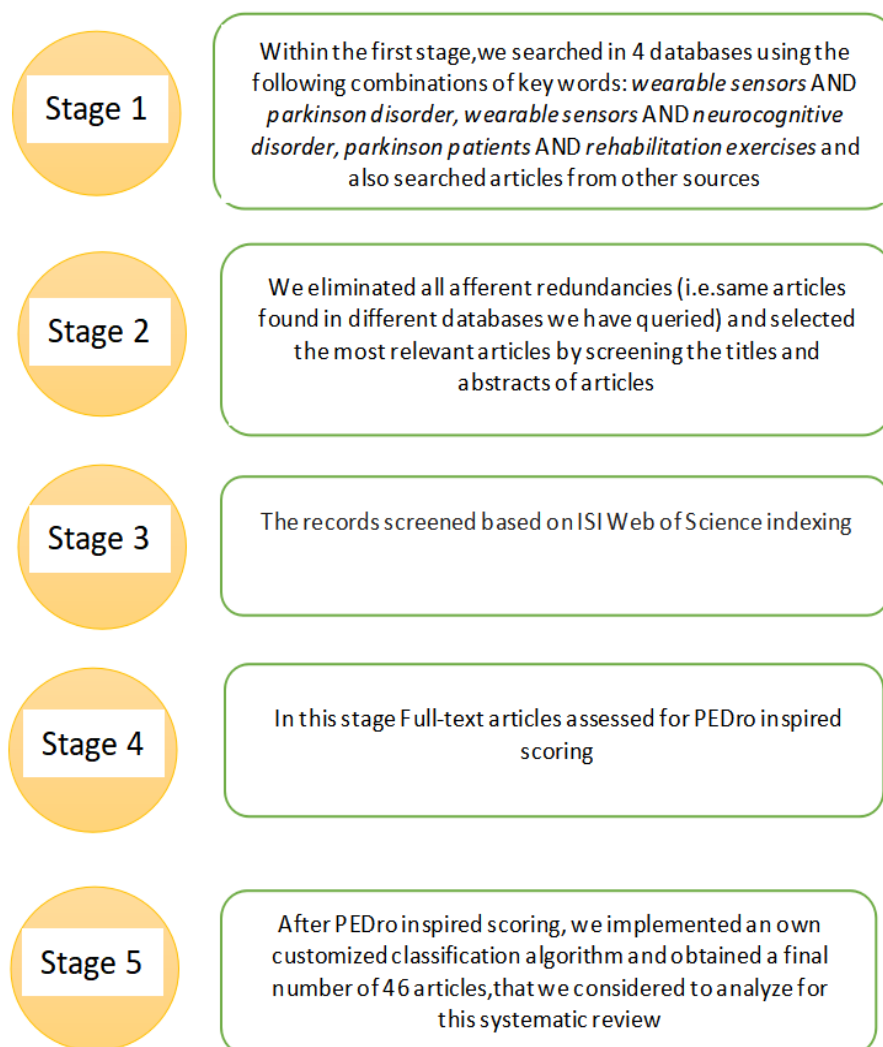 Stage 1
Within the first stage,we searched in 4 databases using the
following combinations of key words: wearable sensors AND
parkinson disorder, wearable sensors AND neurocognitive
disorder, parkinson patients AND rehabilitation exercises and
also searched articles from other sources
Stage 2
We eliminated all afferent redundancies (i.e.same articles
found in different databases we have queried) and selected
the most relevant articles by screening the titles and
abstracts of articles
Stage 3
The records screened based on ISI Web of Science indexing
Stage 4
In this stage Full-text articles assessed for PEDro inspired
scoring
Stage 5
After PEDro inspired scoring, we implemented an own
customized classification algorithm and obtained a final
number of 46 articles,that we considered to analyze for
this systematic review